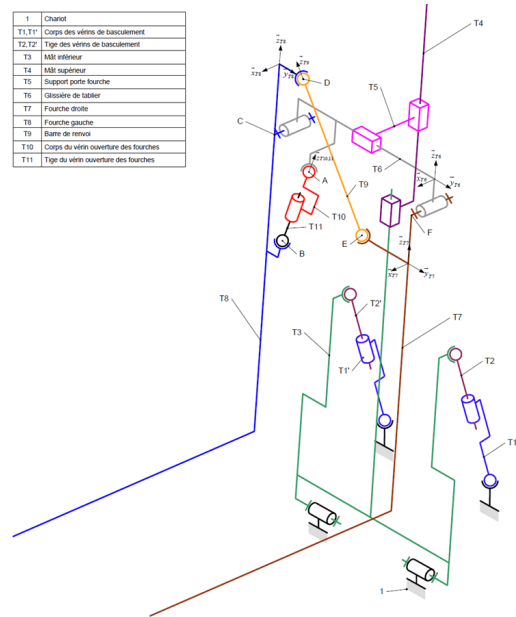 1 Chariot
T1,T1' Corps des vérins de basculement
T2,T2' Tige des vérins de basculement
T3 Mât inférieur
T4 Mât supérieur
T5 Support porte fourche
T6 Glissière de tablier
T7 Fourche droite
T8 Fourche gauche
T9 Barre de renvoi
T10 Corps du vérin ouverture des fourches
T11 Tige du vérin ouverture des fourches
T4
D
T5
C
T6
A
T9
T10
T11
E
F
B
T8
T3
T2'
T7
T1'
T2
T1
1